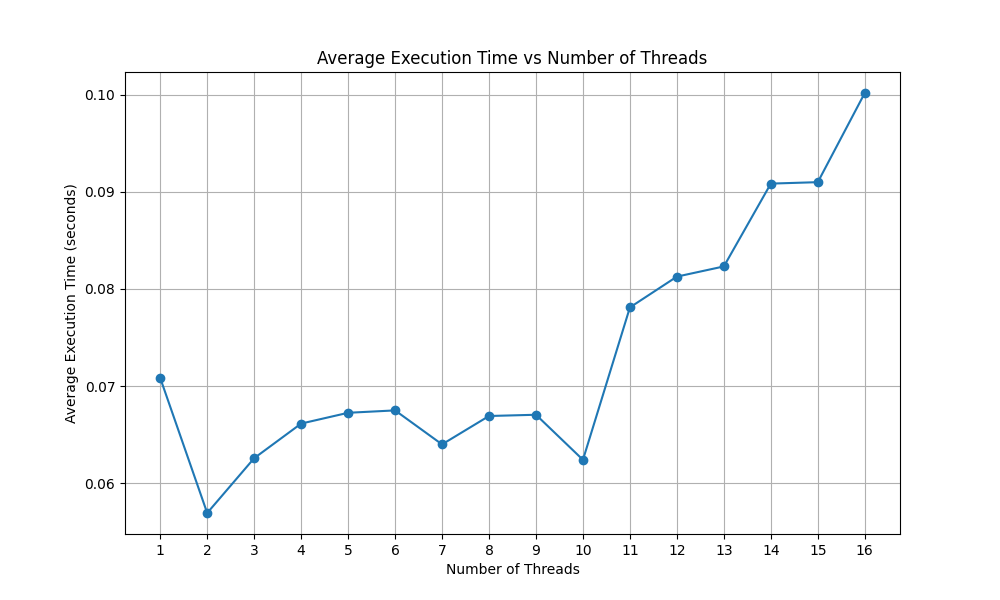 Average Execution Time vs Number of Threads
Average Execution Time (seconds)
0.10
0.09
0.08
0.07
0.06
1 2 3 4 5 6 7 8 9 10 11 12 13 14 15 16
Number of Threads